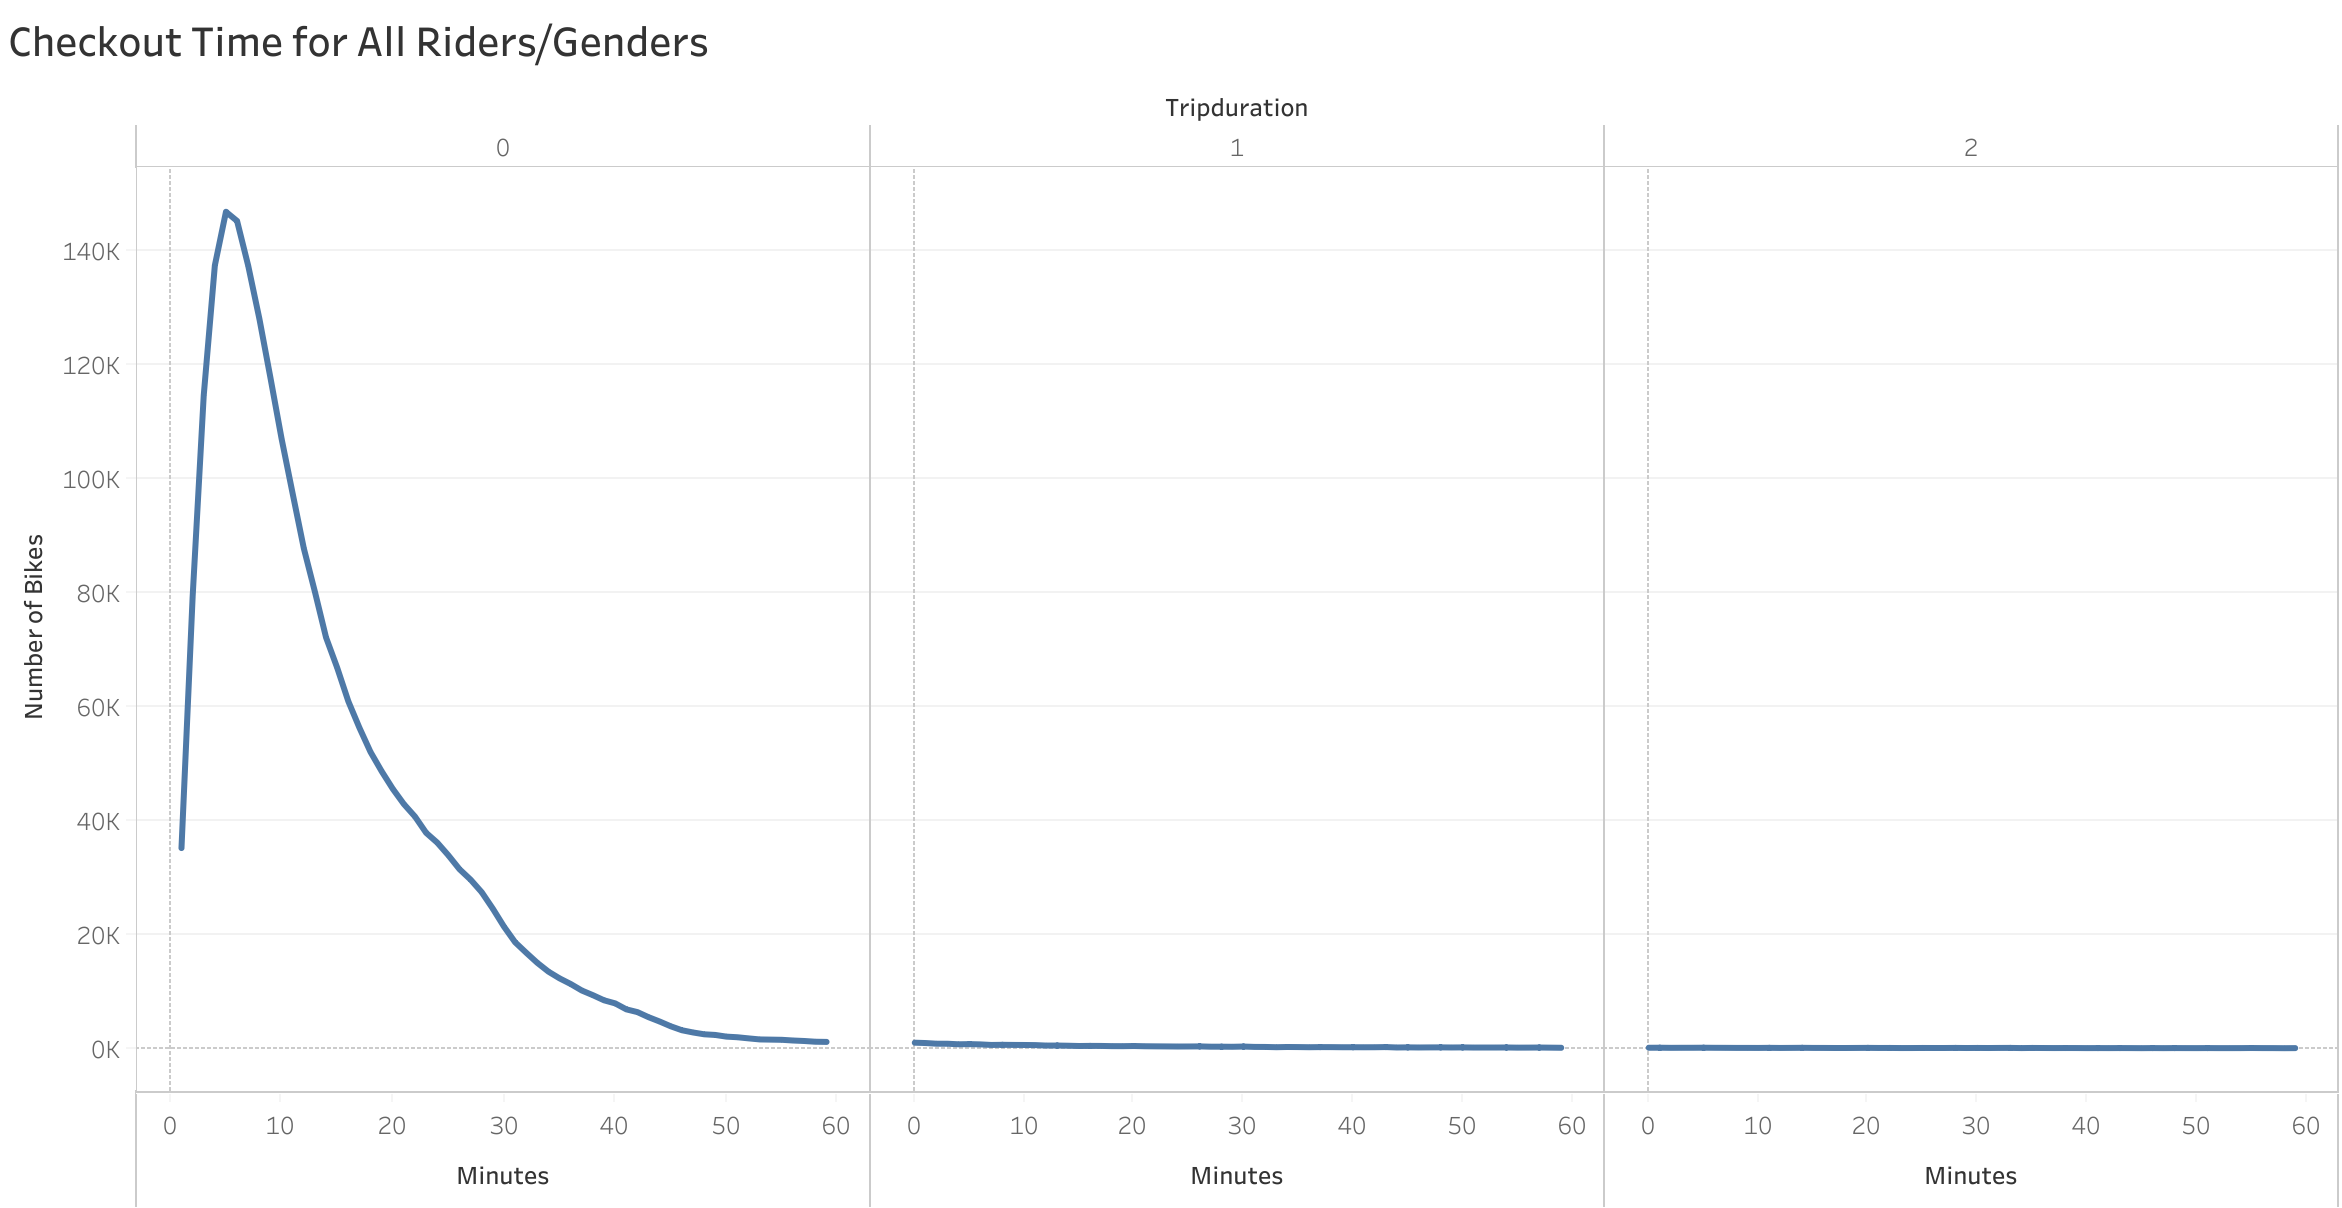 Checkout Time for All Riders/Genders
Tripduration
0 1 2
140K
120K
100K
80K
60K
40K
20K
0K
Number of Bikes
0 10 20 30 40 50 60 0 10 20 30 40 50 60 0 10 20 30 40 50 60
Minutes Minutes Minutes